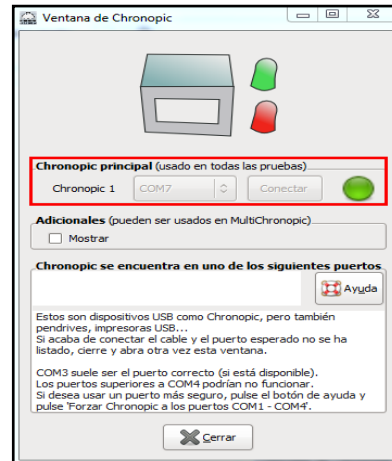 Ventana de Chronopic
Chronopic principal (usado en todas las pruebas)
Chronopic 1 COM7 Conectar
Adicionales (pueden ser usados en MultiChronopic)
Mostrar
Chronopic se encuentra en uno de los siguientes puertos
Ayuda
Estos son dispositivos USB como Chronopic, pero también
pendrives, impresoras USB...
Si acaba de conectar el cable y el puerto esperado no se ha
listado, cierre y abra otra vez esta ventana.
COM3 suele ser el puerto correcto (si está disponible).
Los puertos superiores a COM4 podrían no funcionar.
Si desea usar un puerto más seguro, pulse el botón de ayuda y
pulse 'Forzar Chronopic a los puertos COM1 - COM4'.
Cerrar